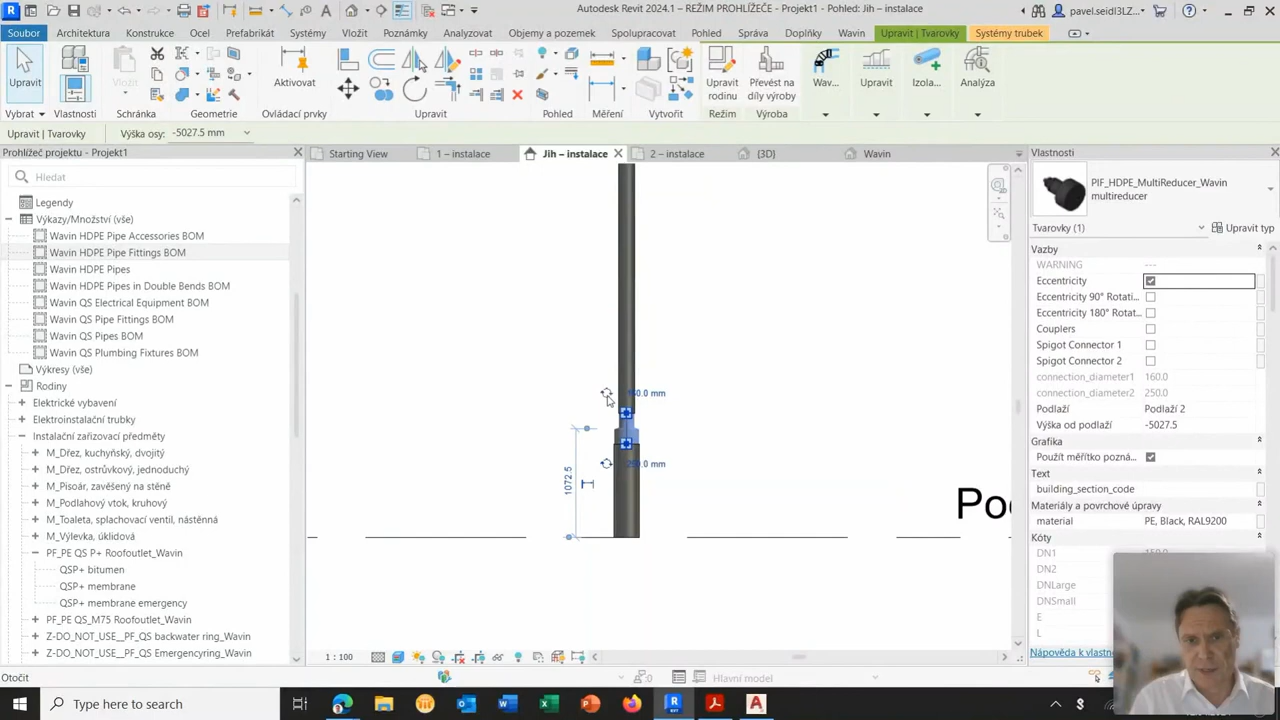 Autodesk Revit 2024.1 – REŽIM PROHLÍŽEČE - Projekt1 - Pohled: Jih – instalace
pavel.seidl3LZ...
Soubor Architektura Konstrukce Ocel Prefabrikát Systémy Vložit Poznámky Analyzovat Objemy a pozemek Spolupracovat Pohled Správa Doplňky Wavin Upravit | Tvarovky Systémy trubek
Upravit Vložit Aktivovat Upravit rodinu Převést na díly výroby Wav... Upravit Izola... Analýza
Vybrat Vlastnosti Schránka Geometrie Ovládací prvky Upravit Pohled Měření Vytvořit Režim Výroba
Upravit | Tvarovky Výška osy: -5027.5 mm
Prohlížeč projektu - Projekt1
Starting View 1 – instalace Jih – instalace 2 – instalace {3D} Wavin
Vlastnosti
Hledat
Legendy
Výkazy/Množství (vše)
Wavin HDPE Pipe Accessories BOM
Wavin HDPE Pipe Fittings BOM
Wavin HDPE Pipes
Wavin HDPE Pipes in Double Bends BOM
Wavin QS Electrical Equipment BOM
Wavin QS Pipe Fittings BOM
Wavin QS Pipes BOM
Wavin QS Plumbing Fixtures BOM
Výkresy (vše)
Rodiny
Elektrické vybavení
Elektroinstalační trubky
Instalační zařizovací předměty
M_Dřez, kuchyňský, dvojitý
M_Dřez, ostrůvkový, jednoduchý
M_Pisoár, zavěšený na stěně
M_Podlahový vtok, kruhový
M_Toaleta, splachovací ventil, nástěnná
M_Výlevka, úklidová
PF_PE QS P+ Roofoutlet_Wavin
QSP+ bitumen
QSP+ membrane
QSP+ membrane emergency
PF_PE QS_M75 Roofoutlet_Wavin
Z-DO_NOT_USE__PF_QS backwater ring_Wavin
Z-DO_NOT_USE__PF_QS Emergencyring_Wavin
0.0 mm
0.0 mm
1072.5
PIF_HDPE_MultiReducer_Wavin
multireducer
Tvarovky (1) Upravit typ
Vazby
WARNING ---
Eccentricity
Eccentricity 90° Rotati...
Eccentricity 180° Rotat...
Couplers
Spigot Connector 1
Spigot Connector 2
connection_diameter1 160.0
connection_diameter2 250.0
Podlaží Podlaží 2
Výška od podlaží -5027.5
Grafika
Použít měřítko pozná...
Text
building_section_code
Materiály a povrchové úpravy
material PE, Black, RAL9200
Kóty
DN1
DN2
DNLarge
DNSmall
E
L
Nápověda k vlastn
1 : 100
Otočit
:0 Hlavní model
Type here to search